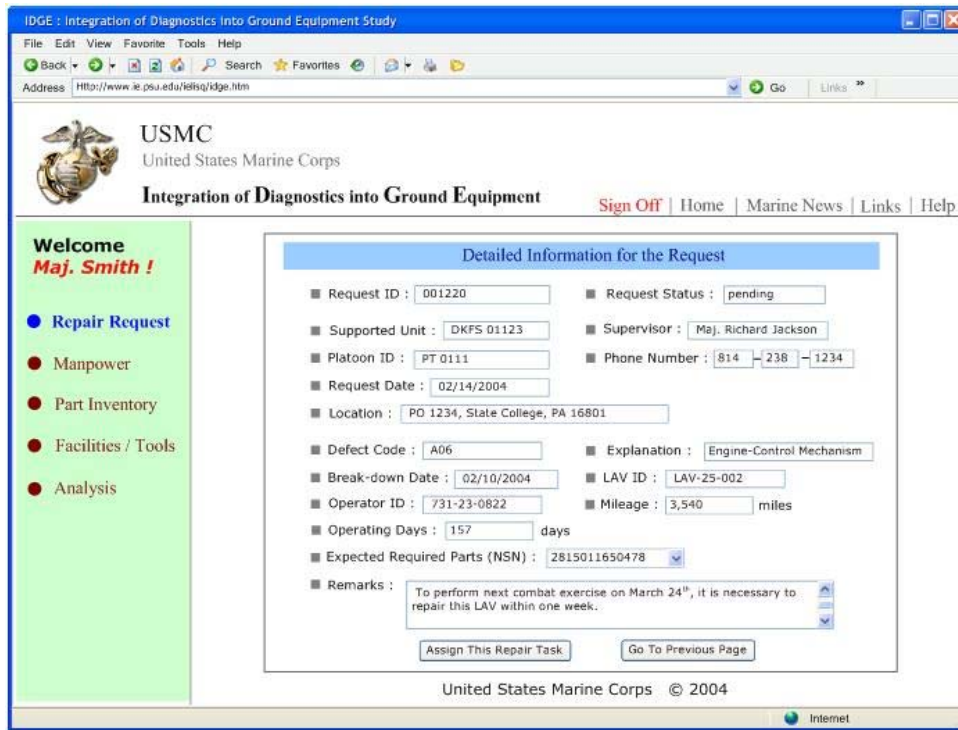 IDGE : Integration of Diagnostics into Ground Equipment Study
File Edit View Favorite Tools Help
Back Search Favorites
Address Http://www.ie.psu.edu/ielisq/idge.htm Go Links »
USMC
United States Marine Corps
Integration of Diagnostics into Ground Equipment
Sign Off | Home | Marine News | Links | Help
Welcome
Maj. Smith !
Repair Request
Manpower
Part Inventory
Facilities / Tools
Analysis
Detailed Information for the Request
Request ID : 001220 Request Status : pending
Supported Unit : DKFS 01123 Supervisor : Maj. Richard Jackson
Platoon ID : PT 0111 Phone Number : 814 – 238 – 1234
Request Date : 02/14/2004
Location : PO 1234, State College, PA 16801
Defect Code : A06 Explanation : Engine-Control Mechanism
Break-down Date : 02/10/2004 LAV ID : LAV-25-002
Operator ID : 731-23-0822 Mileage : 3,540 miles
Operating Days : 157 days
Expected Required Parts (NSN) : 2815011650478
Remarks : To perform next combat exercise on March 24th, it is necessary to
repair this LAV within one week.
Assign This Repair Task Go To Previous Page
United States Marine Corps © 2004
Internet